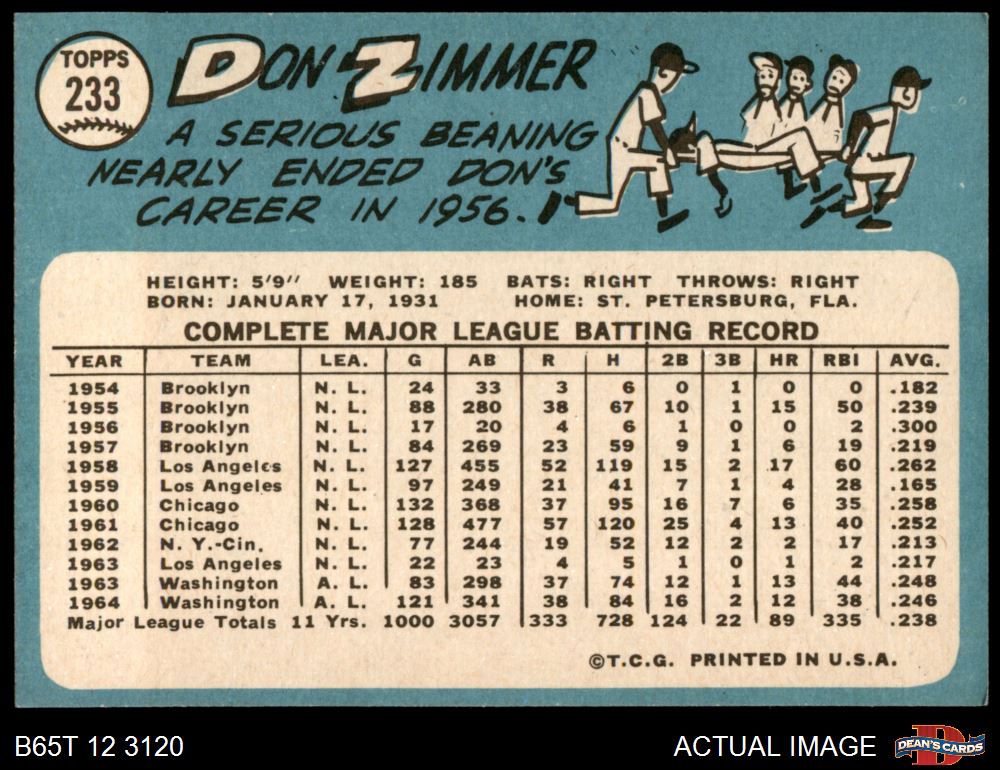 TOPPS
233
DON ZIMMER
A SERIOUS BEANING
NEARLY ENDED DON'S
CAREER IN 1956.
HEIGHT: 5'9" WEIGHT: 185 BATS: RIGHT THROWS: RIGHT
BORN: JANUARY 17, 1931 HOME: ST. PETERSBURG, FLA.
COMPLETE MAJOR LEAGUE BATTING RECORD
YEAR TEAM LEA. G AB R H 2B 3B HR RBI AVG.
1954 Brooklyn N. L. 24 33 3 6 0 1 0 0 .182
1955 Brooklyn N. L. 88 280 38 67 10 1 15 50 .239
1956 Brooklyn N. L. 17 20 4 6 1 0 0 2 .300
1957 Brooklyn N. L. 84 269 23 59 9 1 6 19 .219
1958 Los Angeles N. L. 127 455 52 119 15 2 17 60 .262
1959 Los Angeles N. L. 97 249 21 41 7 1 4 28 .165
1960 Chicago N. L. 132 368 37 95 16 7 6 35 .258
1961 Chicago N. L. 128 477 57 120 25 4 13 40 .252
1962 N. Y.-Cin. N. L. 77 244 19 52 12 2 2 17 .213
1963 Los Angeles N. L. 22 23 4 5 1 0 1 2 .217
1963 Washington A. L. 83 298 37 74 12 1 13 44 .248
1964 Washington A. L. 121 341 38 84 16 2 12 38 .246
Major League Totals 11 Yrs. 1000 3057 333 728 124 22 89 335 .238
©T.C.G. PRINTED IN U.S.A.
B65T 12 3120
ACTUAL IMAGE
D
DEAN'S CARDS